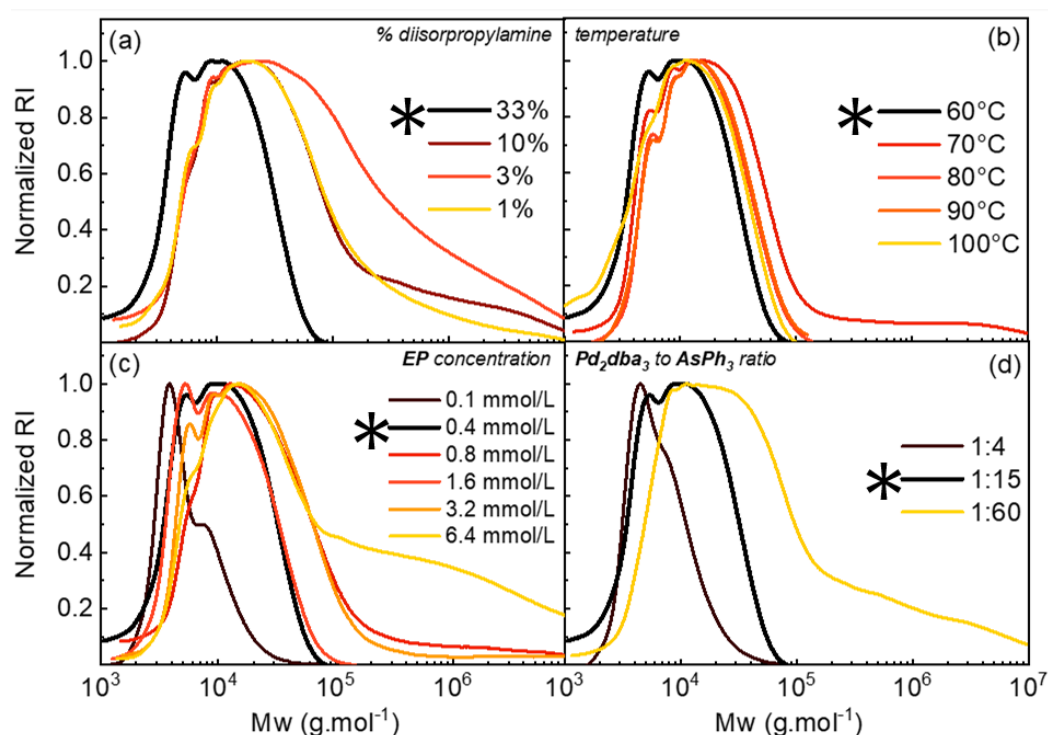 (a) % diisorpropylamine
33%
10%
3%
1%
temperature (b)
60°C
70°C
80°C
90°C
100°C
Normalized RI
1.0
0.8
0.6
0.4
0.2
(c) EP concentration
0.1 mmol/L
0.4 mmol/L
0.8 mmol/L
1.6 mmol/L
3.2 mmol/L
6.4 mmol/L
Pd₂dba₃ to AsPh₃ ratio (d)
1:4
1:15
1:60
Normalized RI
1.0
0.8
0.6
0.4
0.2
10³ 10⁴ 10⁵ 10⁶ 10³ 10⁴ 10⁵ 10⁶ 10⁷
Mw (g.mol⁻¹) Mw (g.mol⁻¹)